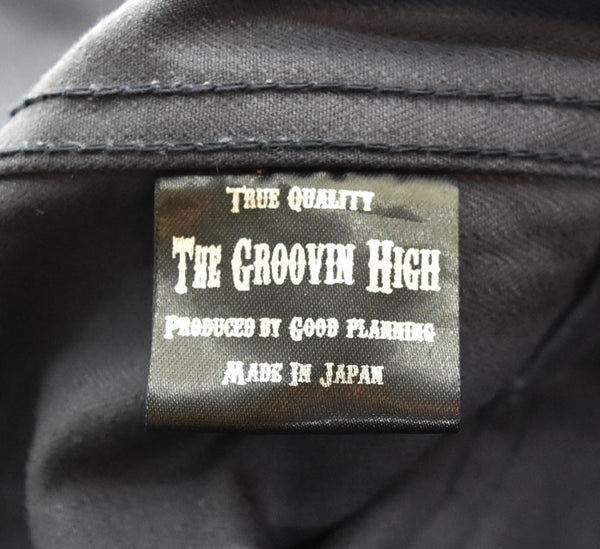 TRUE QUALITY
THE GROOVIN HIGH
PRODUCED BY GOOD PLANNING
MADE IN JAPAN